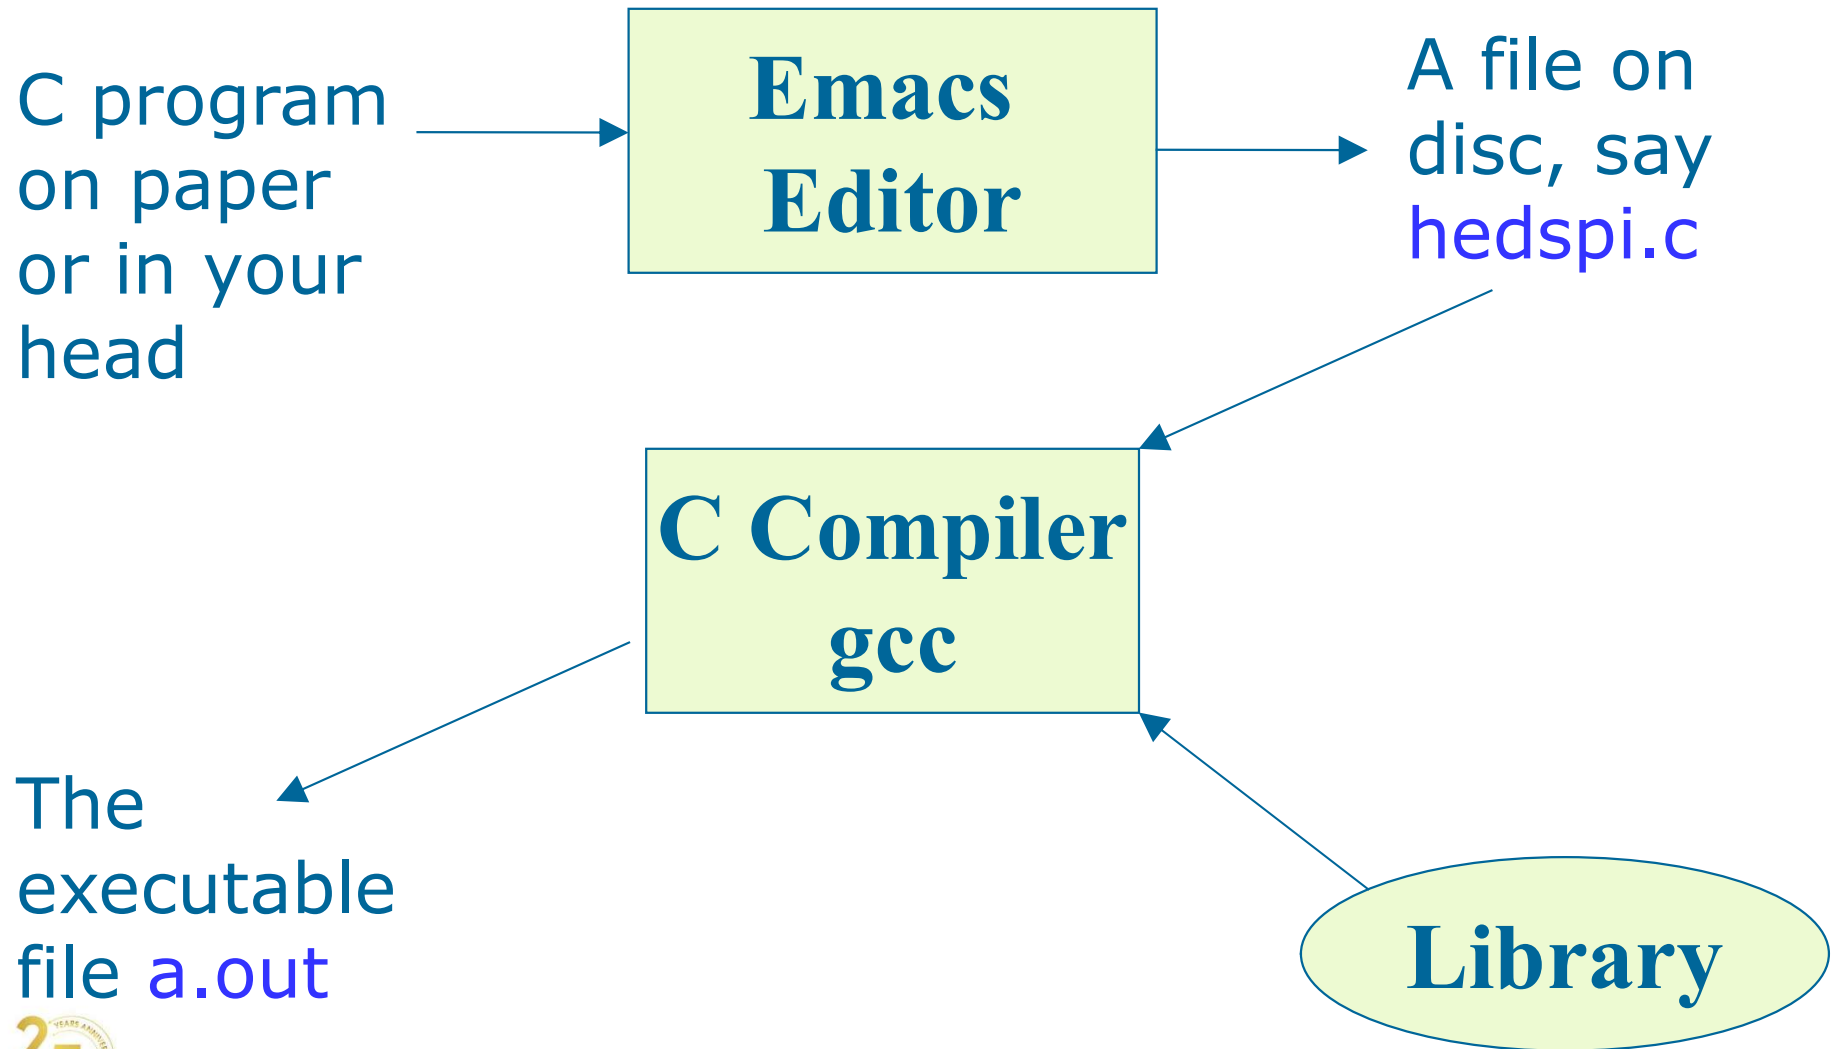 C program
on paper
or in your
head
Emacs
Editor
A file on
disc, say
hedspi.c
C Compiler
gcc
The
executable
file a.out
Library
YEARS